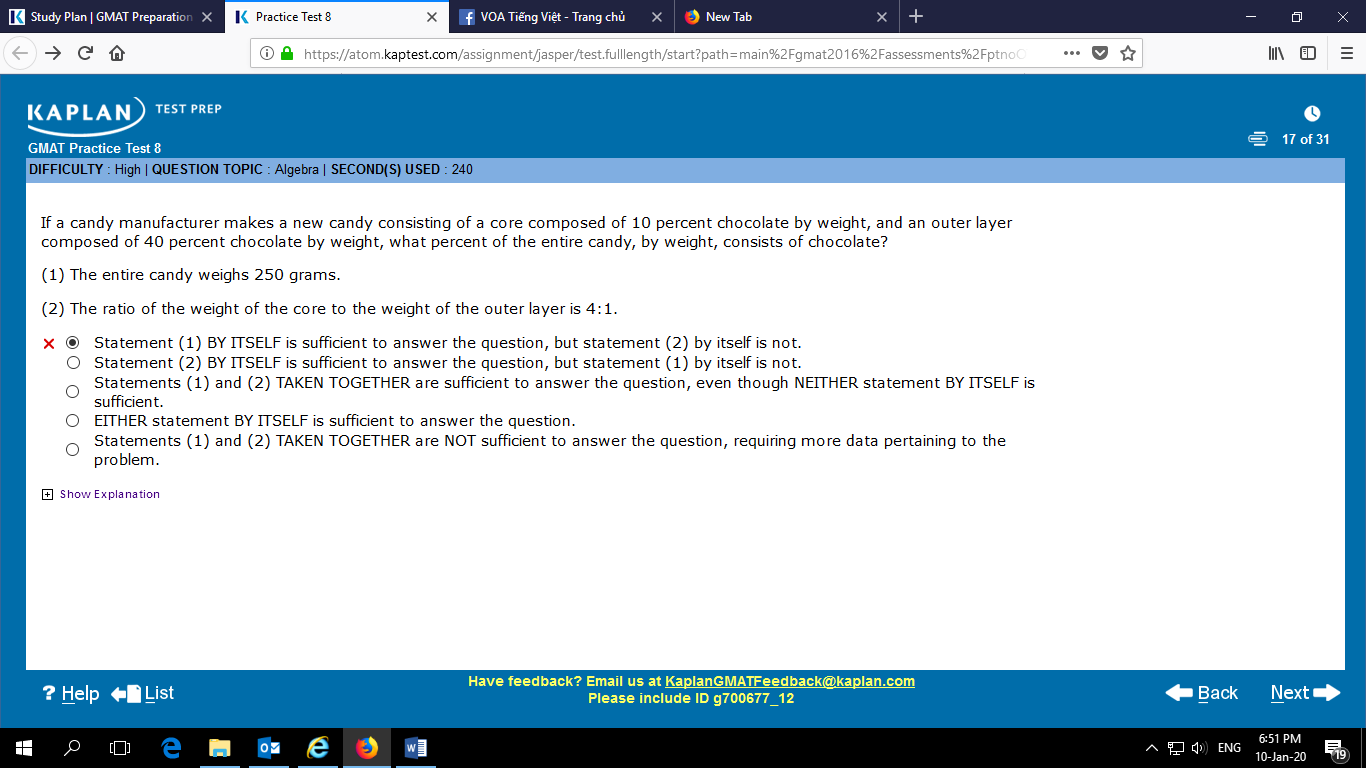 Study Plan | GMAT Preparation
Practice Test 8
VOA Tiếng Việt - Trang chủ
New Tab
https://atom.kaptest.com/assignment/jasper/test.fulllength/start?path=main%2Fgmat2016%2Fassessments%2FptnoC
KAPLAN TEST PREP
GMAT Practice Test 8
17 of 31
DIFFICULTY : High | QUESTION TOPIC : Algebra | SECOND(S) USED : 240
If a candy manufacturer makes a new candy consisting of a core composed of 10 percent chocolate by weight, and an outer layer
composed of 40 percent chocolate by weight, what percent of the entire candy, by weight, consists of chocolate?
(1) The entire candy weighs 250 grams.
(2) The ratio of the weight of the core to the weight of the outer layer is 4:1.
Statement (1) BY ITSELF is sufficient to answer the question, but statement (2) by itself is not.
Statement (2) BY ITSELF is sufficient to answer the question, but statement (1) by itself is not.
Statements (1) and (2) TAKEN TOGETHER are sufficient to answer the question, even though NEITHER statement BY ITSELF is
sufficient.
EITHER statement BY ITSELF is sufficient to answer the question.
Statements (1) and (2) TAKEN TOGETHER are NOT sufficient to answer the question, requiring more data pertaining to the
problem.
Show Explanation
? Help
List
Have feedback? Email us at KaplanGMATFeedback@kaplan.com
Please include ID g700677_12
Back
Next
ENG
6:51 PM
10-Jan-20
19